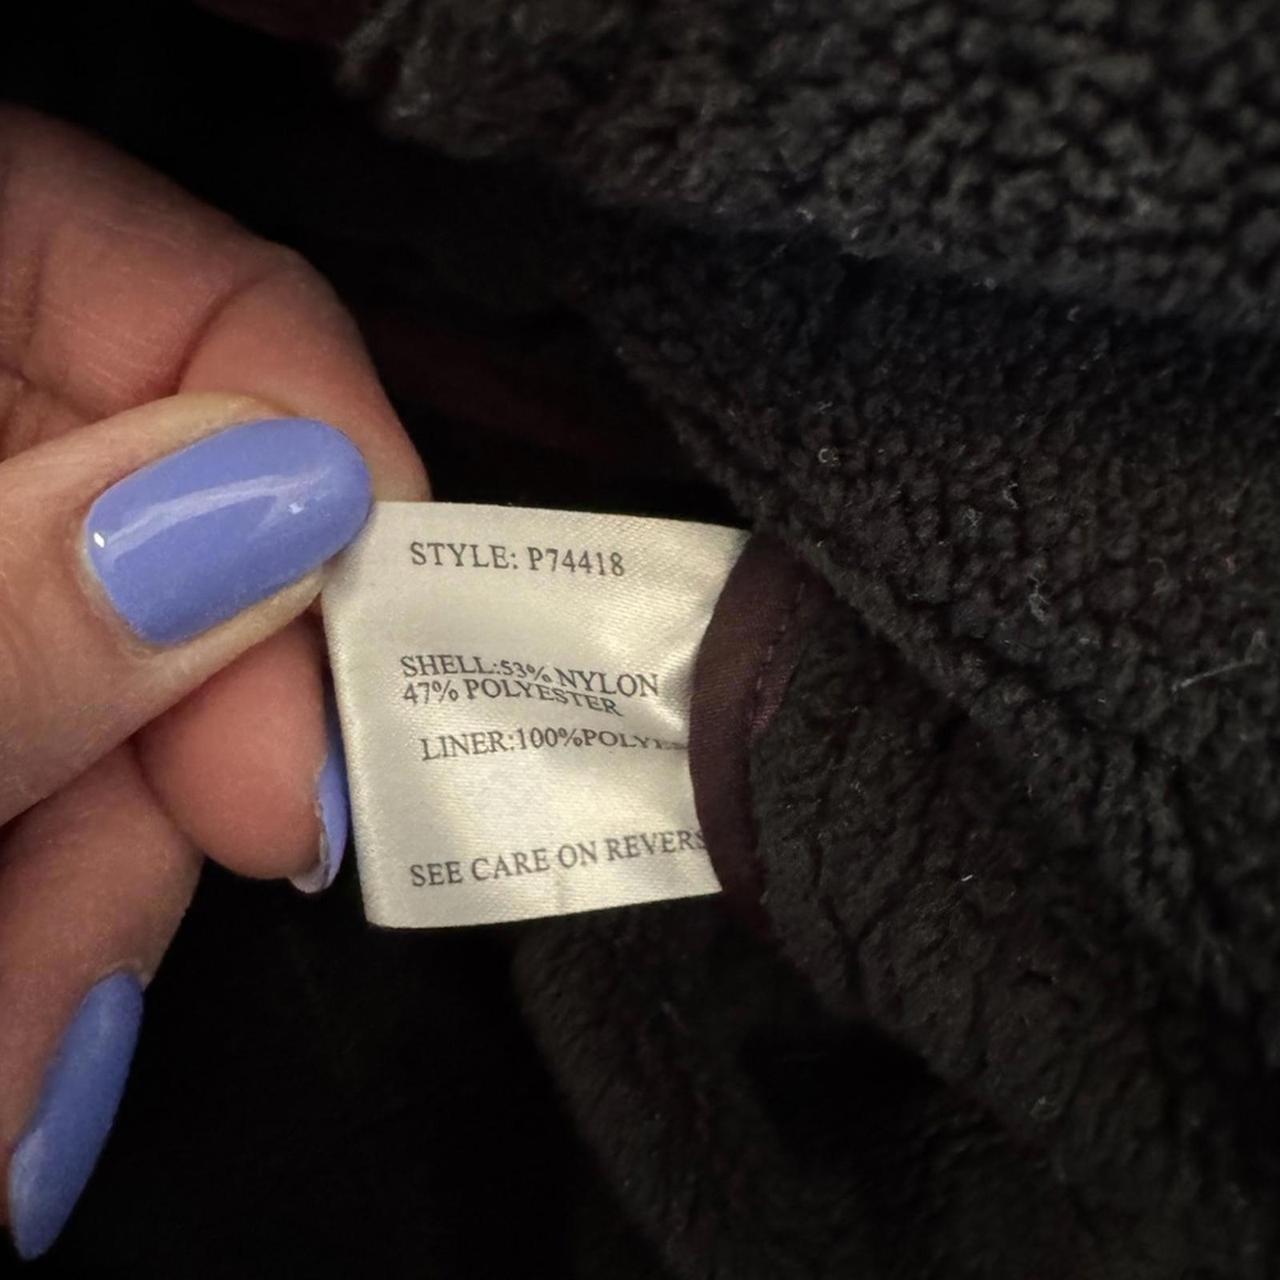 STYLE: P74418
SHELL:53% NYLON
47% POLYESTER
LINER:100%POLYES
SEE CARE ON REVERS